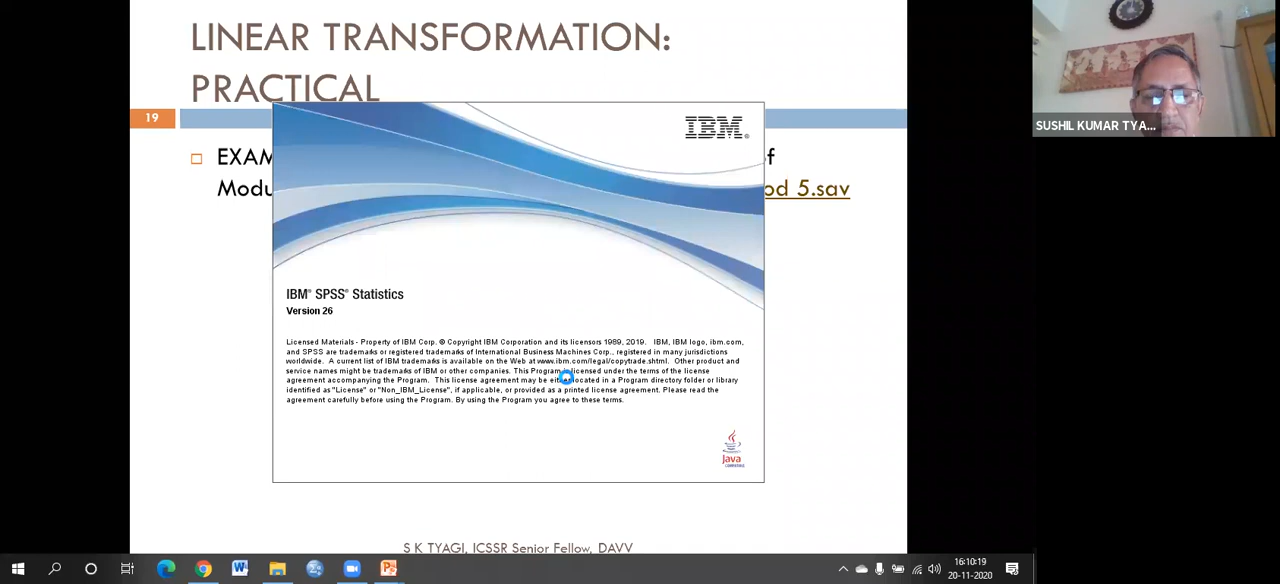 LINEAR TRANSFORMATION:
PRACTICAL
19
SUSHIL KUMAR TYA...
IBM®
EXAM
of
Modu
od 5.sav
IBM® SPSS® Statistics
Version 26
Licensed Materials - Property of IBM Corp. © Copyright IBM Corporation and its licensors 1989, 2019. IBM, IBM logo, ibm.com,
and SPSS are trademarks or registered trademarks of International Business Machines Corp., registered in many jurisdictions
worldwide. A current list of IBM trademarks is available on the Web at www.ibm.com/legal/copytrade.shtml. Other product and
service names might be trademarks of IBM or other companies. This Program is licensed under the terms of the license
agreement accompanying the Program. This license agreement may be either located in a Program directory folder or library
identified as "License" or "Non_IBM_License", if applicable, or provided as a printed license agreement. Please read the
agreement carefully before using the Program. By using the Program you agree to these terms.
Java
COMPATIBLE
S K TYAGI, ICSSR Senior Fellow, DAVV
16:10:19
20-11-2020